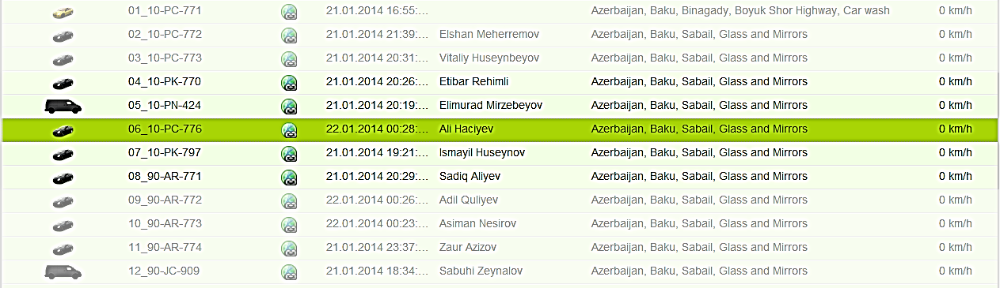 01_10-PC-771 21.01.2014 16:55:... Azerbaijan, Baku, Binagady, Boyuk Shor Highway, Car wash 0 km/h
02_10-PC-772 21.01.2014 21:39:... Elshan Meherremov Azerbaijan, Baku, Sabail, Glass and Mirrors 0 km/h
03_10-PC-773 21.01.2014 20:31:... Vitaliy Huseynbeyov Azerbaijan, Baku, Sabail, Glass and Mirrors 0 km/h
04_10-PK-770 21.01.2014 20:26:... Etibar Rehimli Azerbaijan, Baku, Sabail, Glass and Mirrors 0 km/h
05_10-PN-424 21.01.2014 20:19:... Elimurad Mirzebeyov Azerbaijan, Baku, Sabail, Glass and Mirrors 0 km/h
06_10-PC-776 22.01.2014 00:28:... Ali Haciyev Azerbaijan, Baku, Sabail, Glass and Mirrors 0 km/h
07_10-PK-797 21.01.2014 19:21:... Ismayil Huseynov Azerbaijan, Baku, Sabail, Glass and Mirrors 0 km/h
08_90-AR-771 21.01.2014 20:29:... Sadiq Aliyev Azerbaijan, Baku, Sabail, Glass and Mirrors 0 km/h
09_90-AR-772 22.01.2014 00:26:... Adil Quliyev Azerbaijan, Baku, Sabail, Glass and Mirrors 0 km/h
10_90-AR-773 22.01.2014 00:23:... Asiman Nesirov Azerbaijan, Baku, Sabail, Glass and Mirrors 0 km/h
11_90-AR-774 21.01.2014 23:37:... Zaur Azizov Azerbaijan, Baku, Sabail, Glass and Mirrors 0 km/h
12_90-JC-909 21.01.2014 18:34:... Sabuhi Zeynalov Azerbaijan, Baku, Sabail, Glass and Mirrors 0 km/h